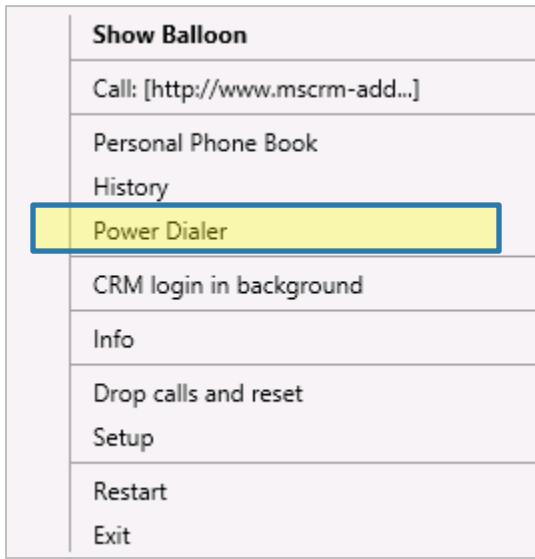 Show Balloon
Call: [http://www.mscrm-add...]
Personal Phone Book
History
Power Dialer
CRM login in background
Info
Drop calls and reset
Setup
Restart
Exit